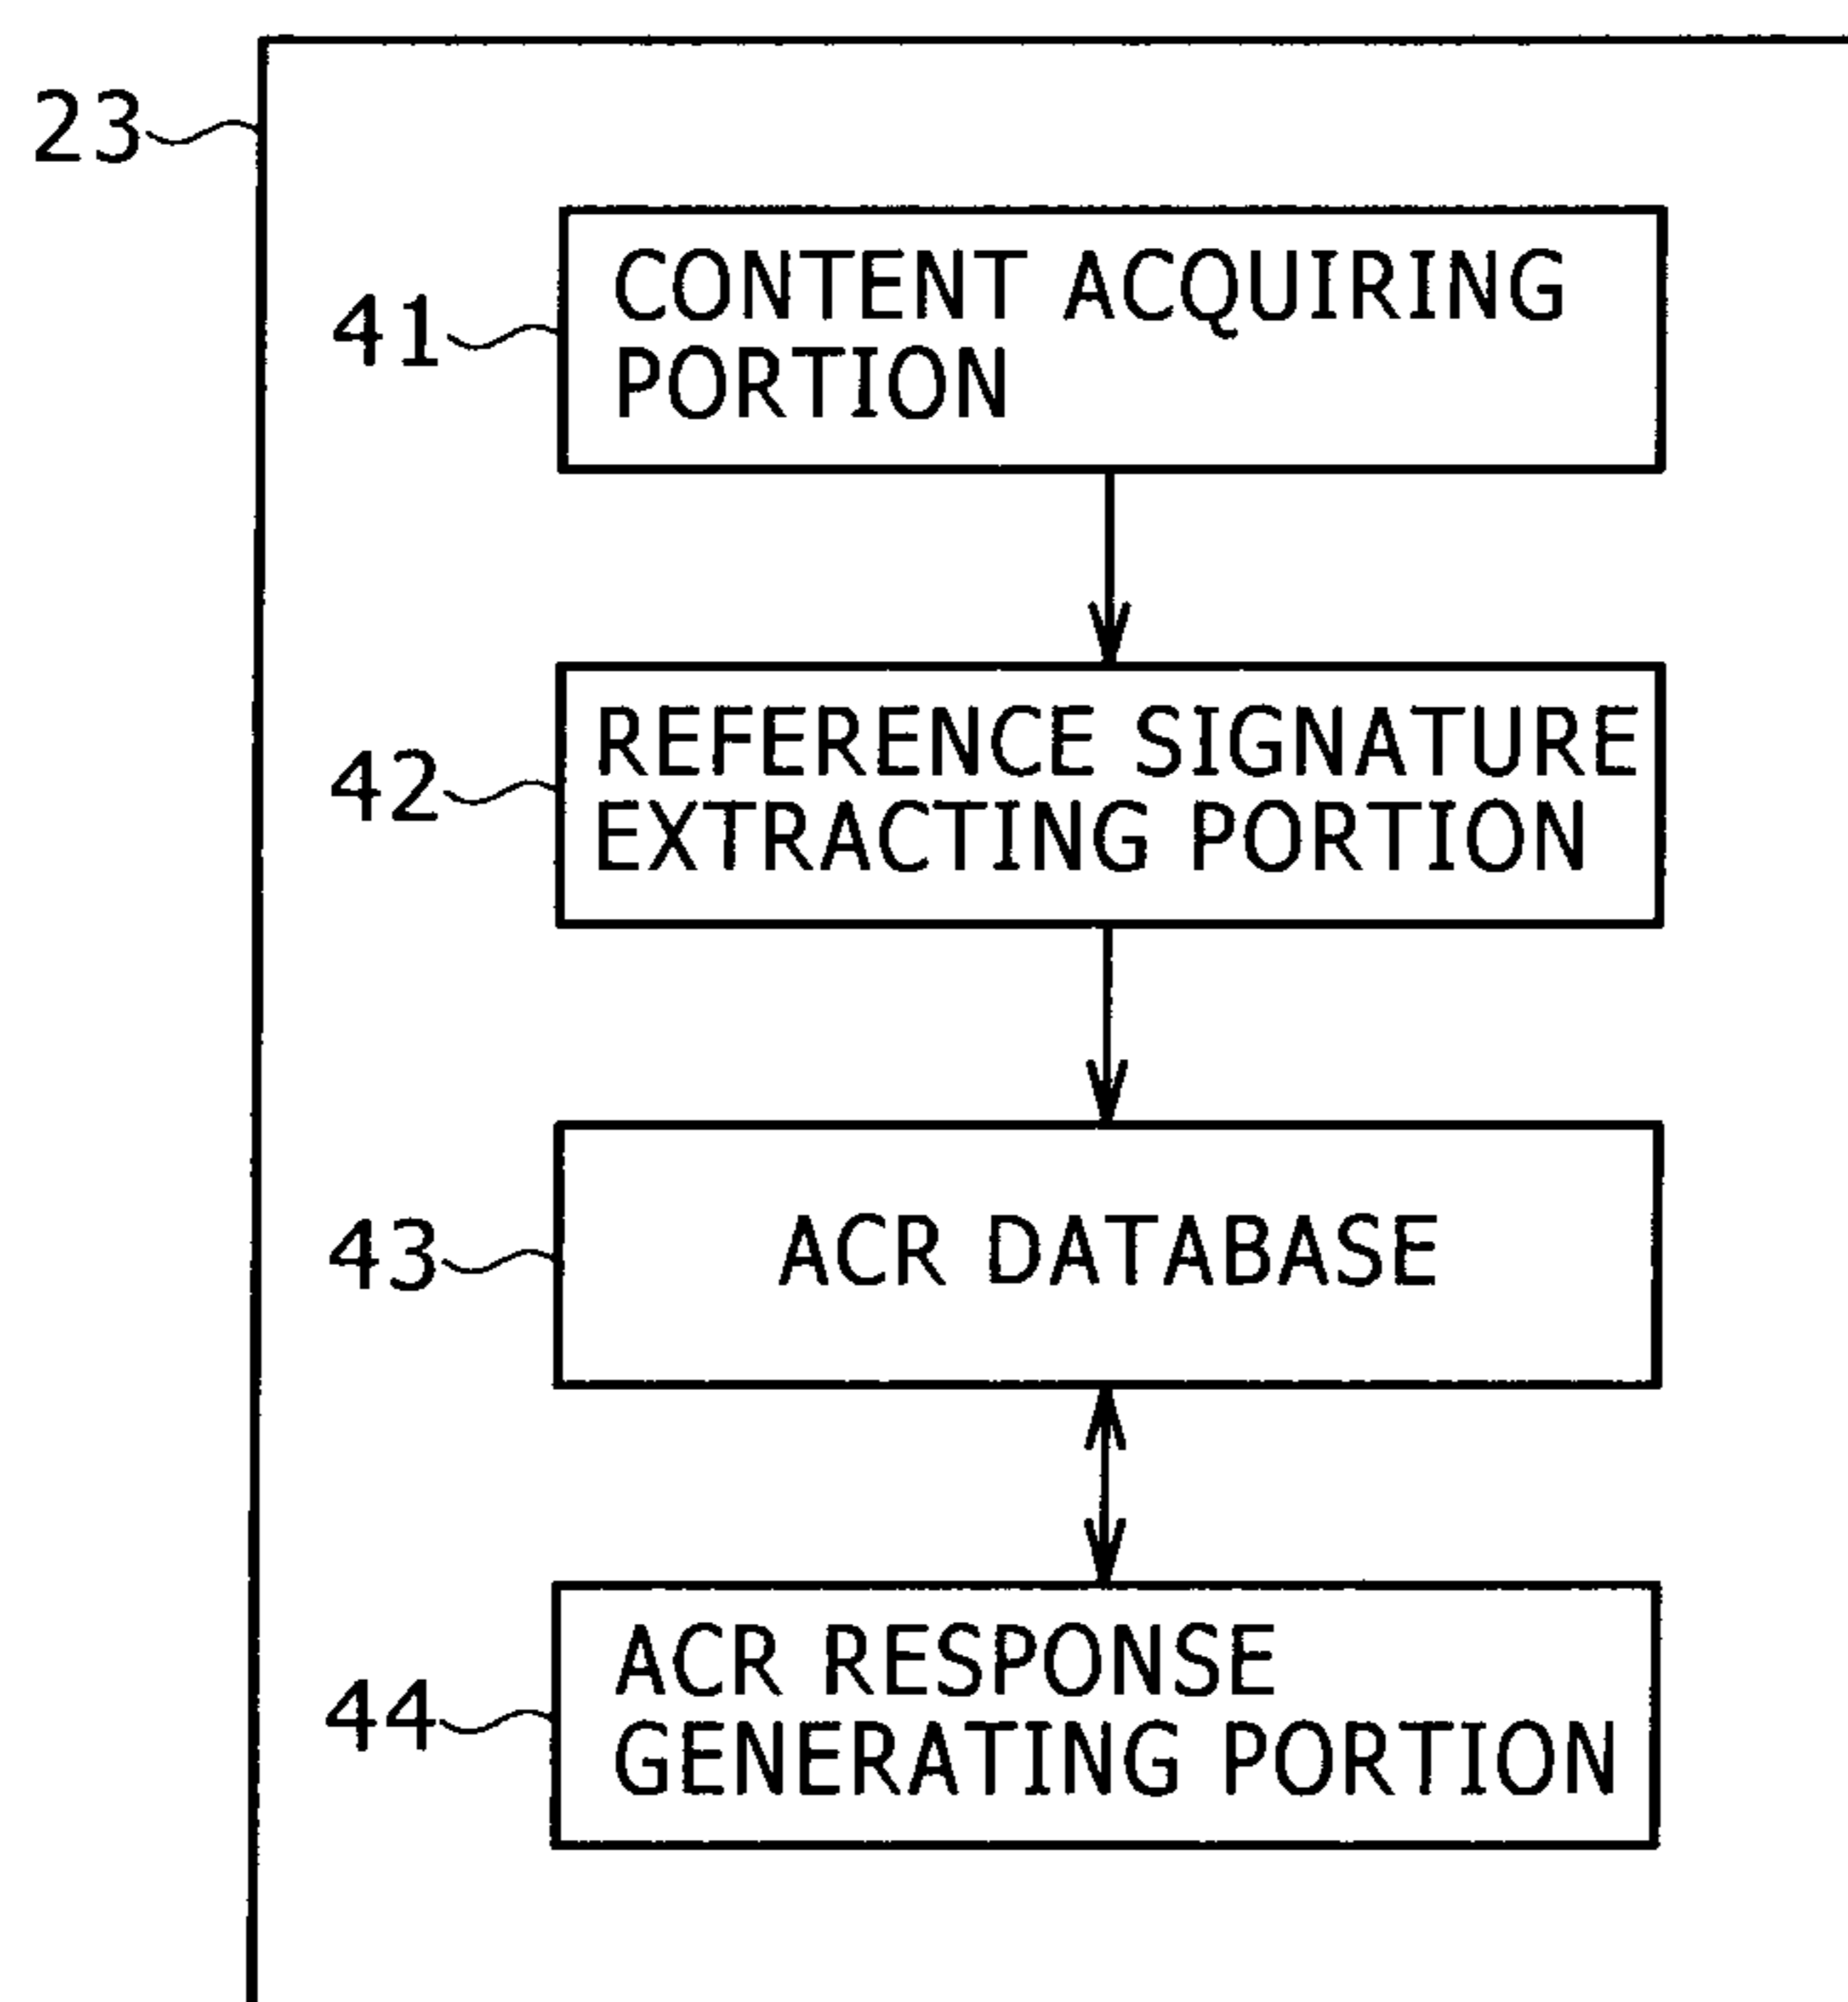 23
41
CONTENT ACQUIRING
PORTION
42
REFERENCE SIGNATURE
EXTRACTING PORTION
43
ACR DATABASE
44
ACR RESPONSE
GENERATING PORTION